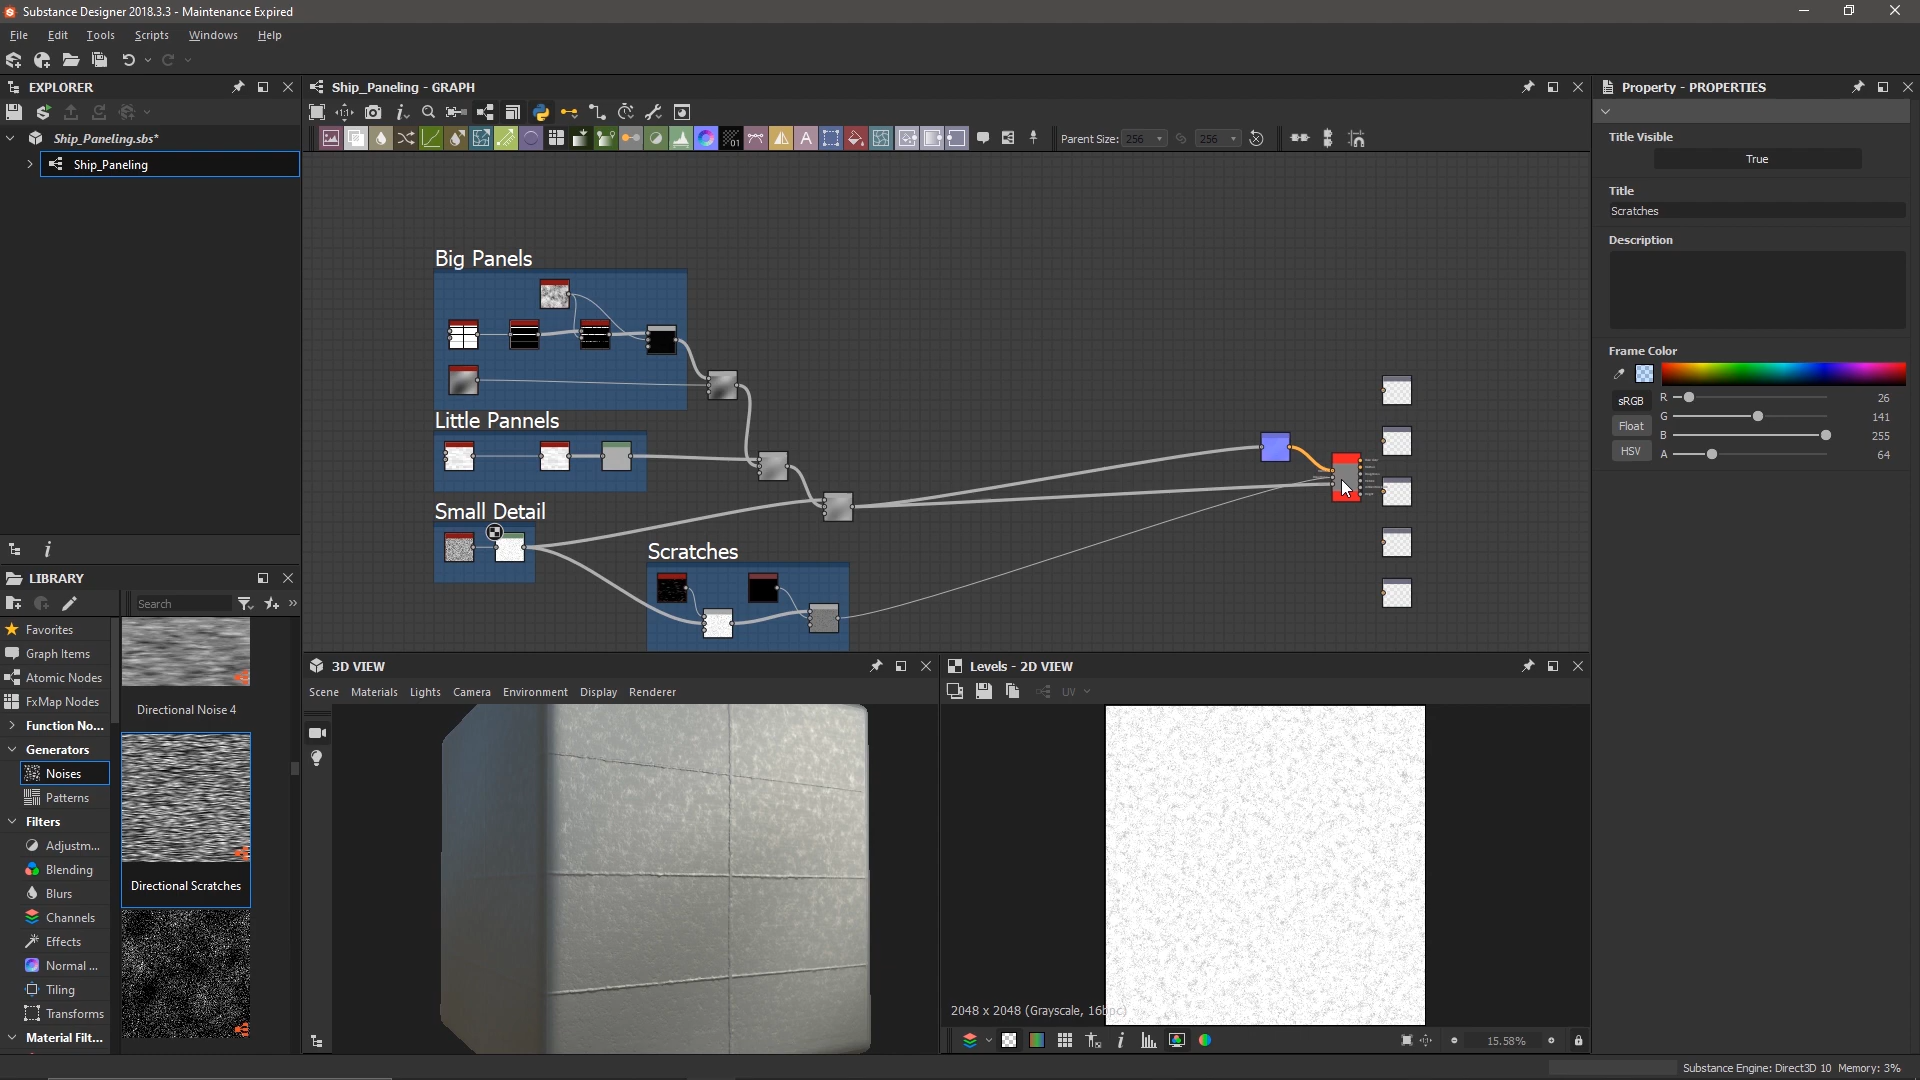 Substance Designer 2018.3.3 - Maintenance Expired
File Edit Tools Scripts Windows Help
EXPLORER
Ship_Paneling.sbs*
Ship_Paneling
Ship_Paneling - GRAPH
Parent Size: 256 256
Big Panels
Little Pannels
Small Detail
Scratches
Property - PROPERTIES
Title Visible
True
Title
Scratches
Description
Frame Color
sRGB
Float
HSV
R 26
G 141
B 255
A 64
LIBRARY
Search
Favorites
Graph Items
Atomic Nodes
FxMap Nodes
Function No...
Generators
Noises
Patterns
Filters
Adjustm...
Blending
Blurs
Channels
Effects
Normal ...
Tiling
Transforms
Material Filt...
Directional Noise 4
Directional Scratches
3D VIEW
Scene Materials Lights Camera Environment Display Renderer
Levels - 2D VIEW
UV
2048 x 2048 (Grayscale, 16bpc)
15.58%
Substance Engine: Direct3D 10 Memory: 3%